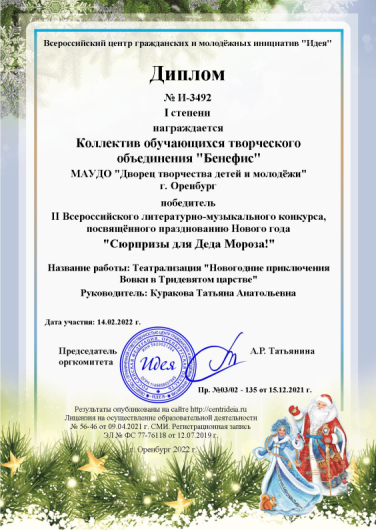 Всероссийский центр гражданских и молодёжных инициатив "Идея"
Диплом
№ И-3492
I степени
награждается
Коллектив обучающихся творческого
объединения "Бенефис"
МАУДО "Дворец творчества детей и молодёжи"
г. Оренбург
победитель
II Всероссийского литературно-музыкального конкурса,
посвящённого празднованию Нового года
"Сюрпризы для Деда Мороза!"
Название работы: Театрализация "Новогодние приключения
Вовки в Тридевятом царстве"
Руководитель: Куракова Татьяна Анатольевна
Дата участия: 14.02.2022 г.
Председатель
оргкомитета
Идея
А.Р. Татьянина
Пр. №03/02 - 135 от 15.12.2021 г.
Результаты опубликованы на сайте http://centrideia.ru/
Лицензия на осуществление образовательной деятельности
№ 56-46 от 09.04.2021 г. СМИ. Регистрационная запись
ЭЛ № ФС 77-76118 от 12.07.2019 г.
г. Оренбург 2022 г.